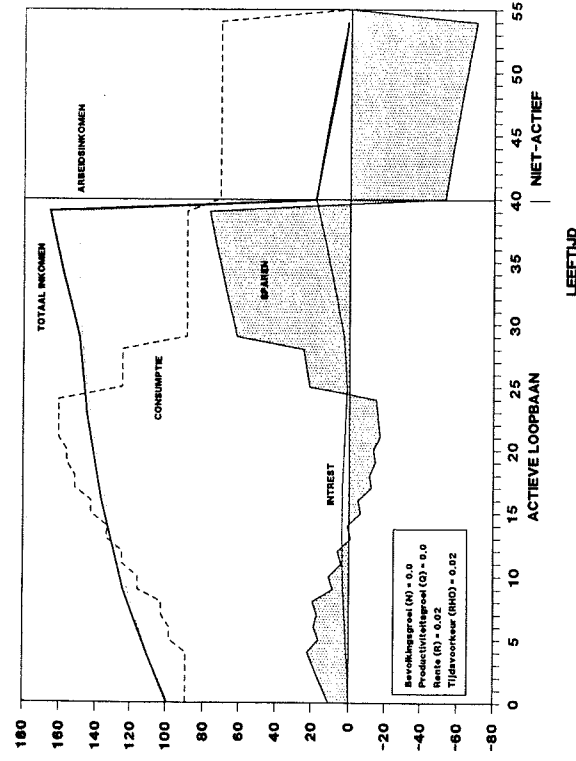 180
160
140
120
100
80
60
40
20
0
-20
-40
-60
-80
TOTAAL INKOMEN
ARBEIDSINKOMEN
CONSUMPTIE
SPAREN
INTREST
Bevolkingsgroei (N) = 0,0
Productiviteitsgroei (Q) = 0,0
Rente (R) = 0,02
Tijdsvoorkeur (RHO) = 0,02
0 5 10 15 20 25 30 35 40 45 50 55
ACTIEVE LOOPBAAN | NIET-ACTIEF
LEEFTIJD